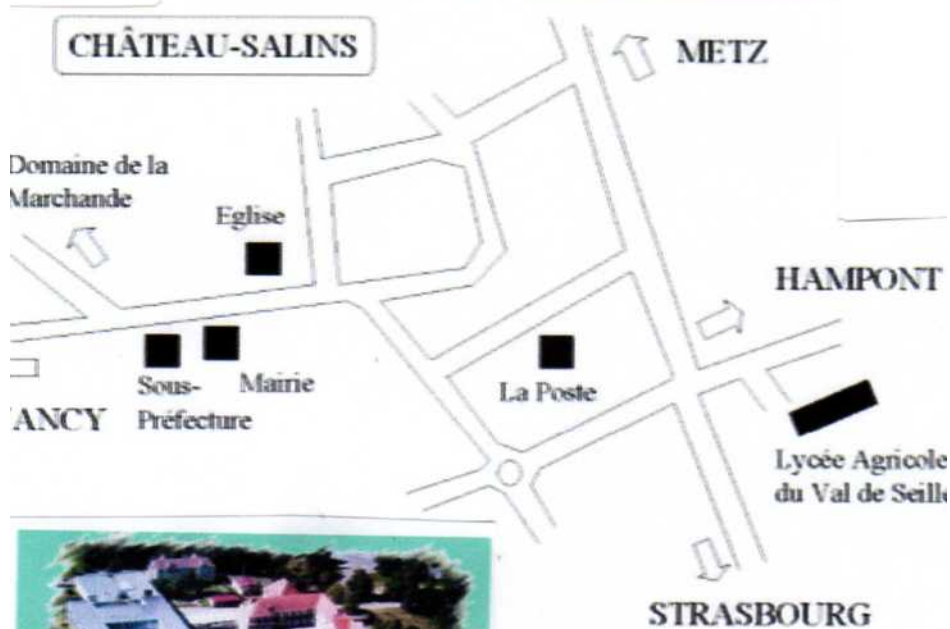 CHÂTEAU-SALINS
METZ
Domaine de la
Marchande
Eglise
HAMPONT
Sous-
Préfecture
Mairie
La Poste
ANCY
Lycée Agricole
du Val de Seille
STRASBOURG